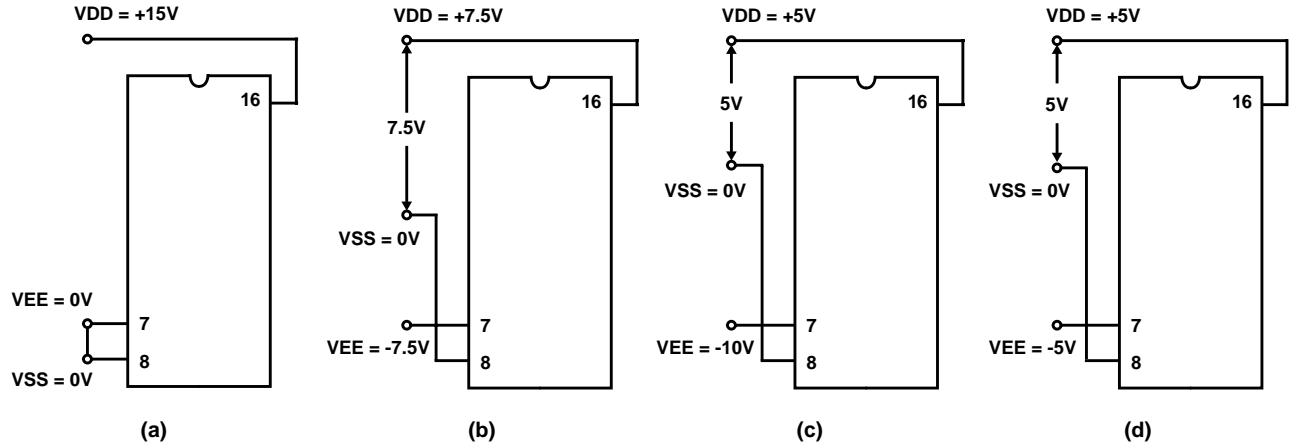 VDD = +15V
16
VEE = 0V
7
8
VSS = 0V
(a)
VDD = +7.5V
16
7.5V
VSS = 0V
7
VEE = -7.5V
8
(b)
VDD = +5V
16
5V
VSS = 0V
7
VEE = -10V
8
(c)
VDD = +5V
16
5V
VSS = 0V
7
VEE = -5V
8
(d)